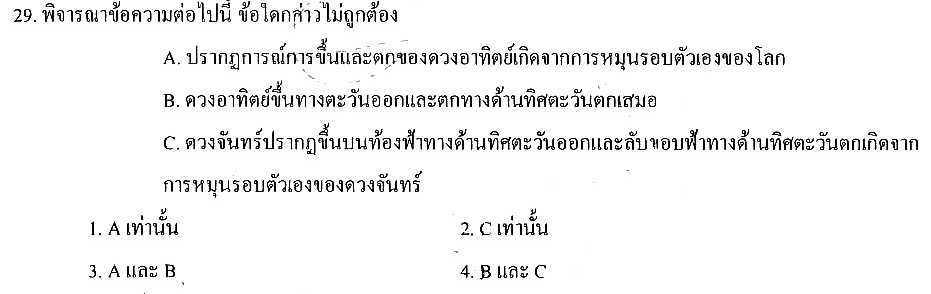 29. พิจารณาข้อความต่อไปนี้ ข้อใดกล่าวไม่ถูกต้อง
A. ปรากฏการณ์การขึ้นและตกของดวงอาทิตย์เกิดจากการหมุนรอบตัวเองของโลก
B. ดวงอาทิตย์ขึ้นทางตะวันออกและตกทางด้านทิศตะวันตกเสมอ
C. ดวงจันทร์ปรากฏขึ้นบนท้องฟ้าทางด้านทิศตะวันออกและลับขอบฟ้าทางด้านทิศตะวันตกเกิดจาก
การหมุนรอบตัวเองของดวงจันทร์
1. A เท่านั้น 2. C เท่านั้น
3. A และ B 4. B และ C